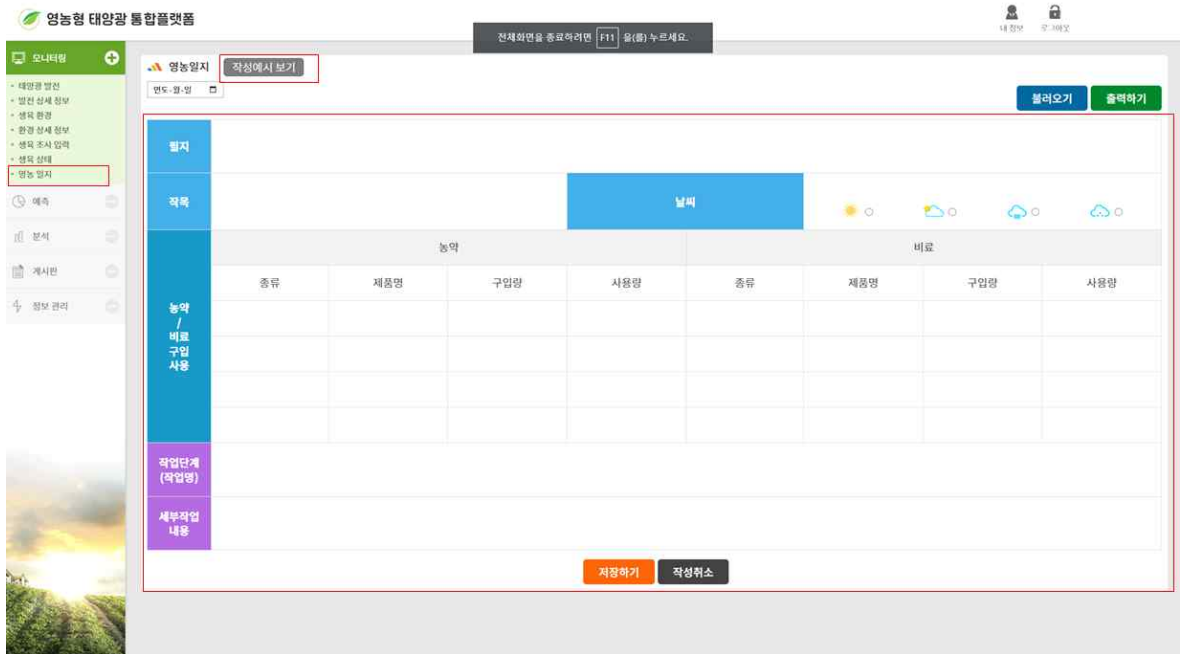 영농형 태양광 통합플랫폼
전체화면을 종료하려면 F11 을(를) 누르세요.
내 정보
로그아웃
모니터링
태양광 발전
발전 상세 정보
생육 환경
환경 상세 정보
생육 조사 입력
생육 상태
영농 일지
예측
분석
게시판
정보 관리
영농일지
작성예시 보기
연도-월-일
불러오기
출력하기
필지
작목
날씨
농약
비료
종류
제품명
구입량
사용량
종류
제품명
구입량
사용량
농약
/
비료
구입
사용
작업단계
(작업명)
세부작업
내용
저장하기
작성취소